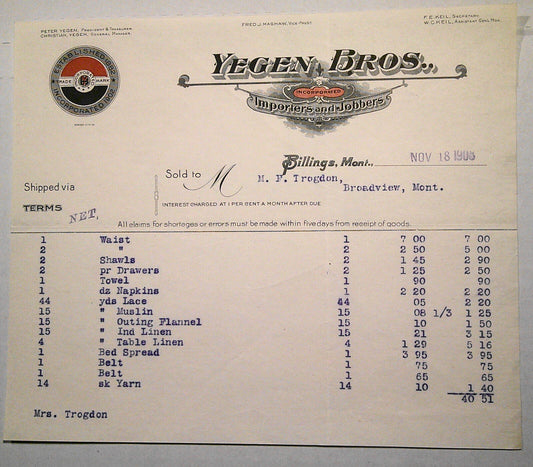 PETER YEGEN, PRESIDENT & TREASURER
CHRISTIAN YEGEN, GENERAL MANAGER
FRED J. MASHAW, VICE-PREST.
F. E. KEIL, SECRETARY
W. C. KEIL, ASSISTANT GENL. MGR.
ESTABLISHED
TRADE MARK
INCORPORATED
YEGEN BROS.,
INCORPORATED
Importers and Jobbers
Billings, Mont., NOV 18 1908
Sold to M
M. F. Trogdon,
Broadview, Mont.
Shipped via
TERMS NET.
INTEREST CHARGED AT 1 PER CENT A MONTH AFTER DUE
All claims for shortages or errors must be made within five days from receipt of goods.
1 Waist 1 7 00 7 00
2 " 2 2 50 5 00
2 Shawls 2 1 45 2 90
2 pr Drawers 2 1 25 2 50
1 Towel 1 90 90
1 dz Napkins 1 2 20 2 20
44 yds Lace 44 05 2 20
15 " Muslin 15 08 1/3 1 25
15 " Outing Flannel 15 10 1 50
15 " Ind Linen 15 21 3 15
4 " Table Linen 4 1 29 5 16
1 Bed Spread 1 3 95 3 95
1 Belt 1 75 75
1 Belt 1 65 65
14 sk Yarn 14 10 1 40
40 51
Mrs. Trogdon